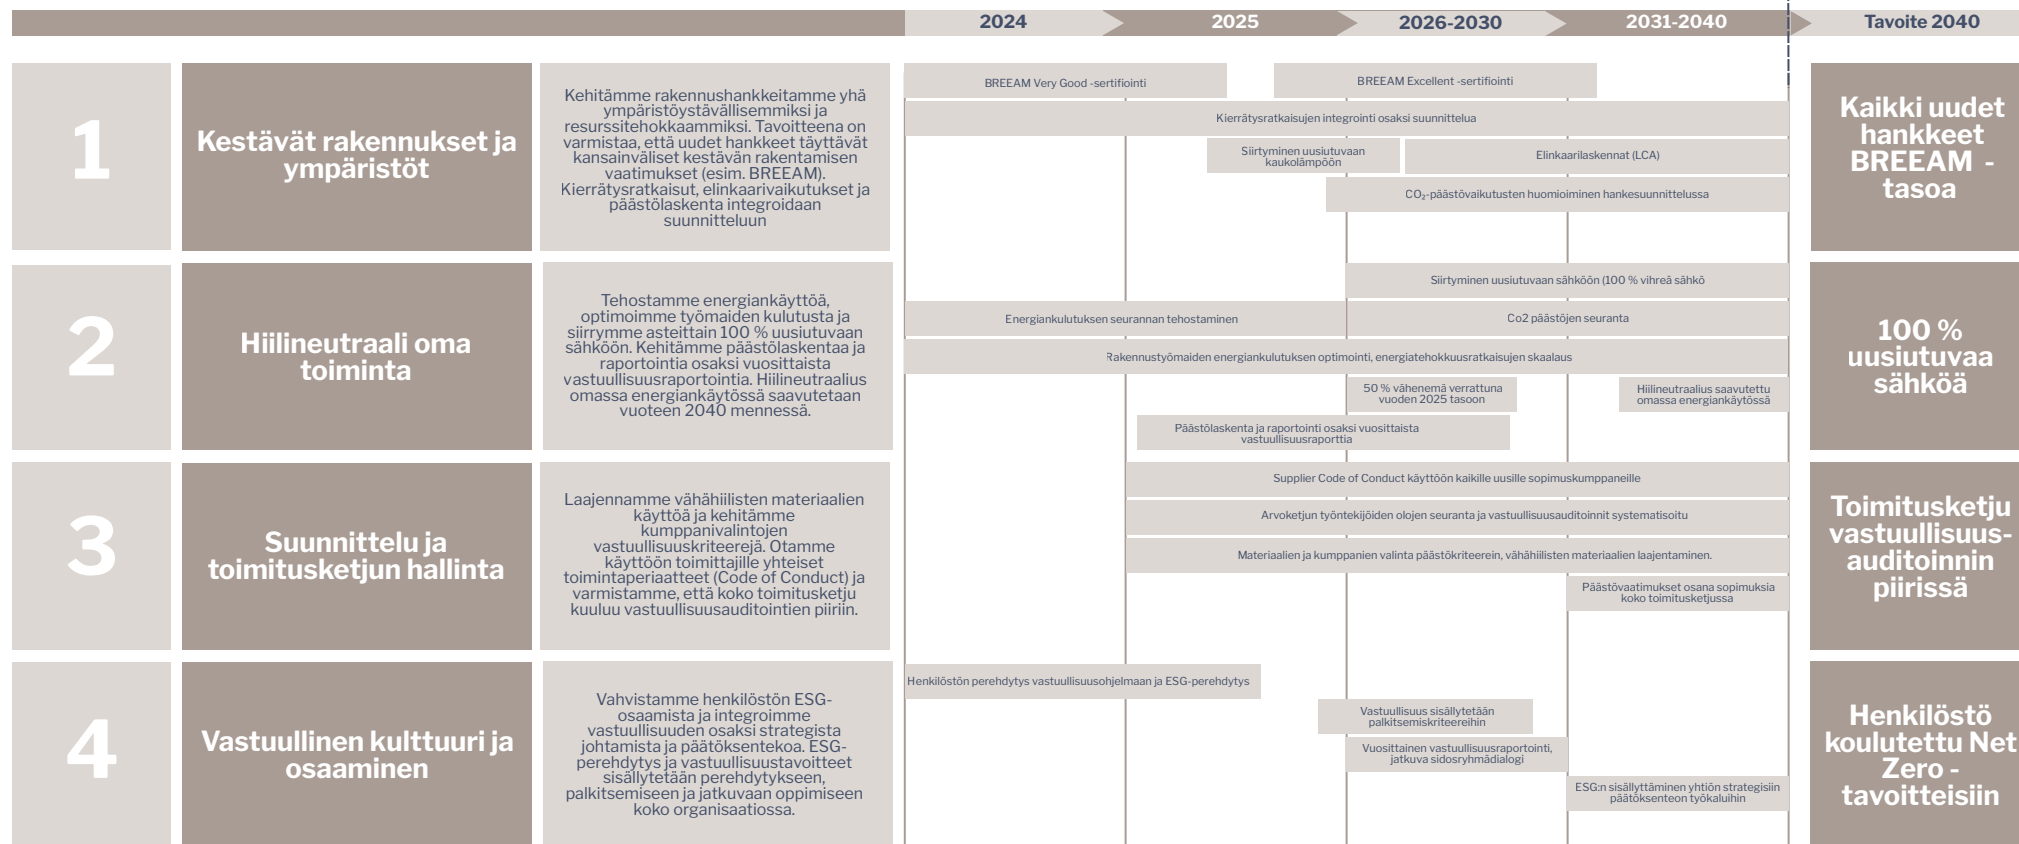 2024
2025
2026-2030
2031-2040
Tavoite 2040
1
Kestävät rakennukset ja
ympäristöt
Kehitämme rakennushankkeitamme yhä
ympäristöystävällisemmiksi ja
resurssitehokkaammiksi. Tavoitteena on
varmistaa, että uudet hankkeet täyttävät
kansainväliset kestävän rakentamisen
vaatimukset (esim. BREEAM).
Kierrätysratkaisut, elinkaarivaikutukset ja
päästölaskenta integroidaan
suunnitteluun
BREEAM Very Good -sertifiointi
BREEAM Excellent -sertifiointi
Kierrätysratkaisujen integrointi osaksi suunnittelua
Siirtyminen uusiutuvaan
kaukolämpöön
Elinkaarilaskennat (LCA)
CO₂-päästövaikutusten huomioiminen hankesuunnittelussa
Kaikki uudet
hankkeet
BREEAM -
tasoa
2
Hiilineutraali oma
toiminta
Tehostamme energiankäyttöä,
optimoimme työmaiden kulutusta ja
siirrymme asteittain 100 % uusiutuvaan
sähköön. Kehitämme päästölaskentaa ja
raportointia osaksi vuosittaista
vastuullisuusraportointia. Hiilineutraalius
omassa energiankäytössä saavutetaan
vuoteen 2040 mennessä.
Siirtyminen uusiutuvaan sähköön (100 % vihreä sähkö
Energiankulutuksen seurannan tehostaminen
Co2 päästöjen seuranta
Rakennustyömaiden energiankulutuksen optimointi, energiatehokkuusratkaisujen skaalaus
50 % vähenemä verrattuna
vuoden 2025 tasoon
Hiilineutraalius saavutettu
omassa energiankäytössä
Päästölaskenta ja raportointi osaksi vuosittaista
vastuullisuusraporttia
100 %
uusiutuvaa
sähköä
3
Suunnittelu ja
toimitusketjun hallinta
Laajennamme vähähiilisten materiaalien
käyttöä ja kehitämme
kumppanivalintojen
vastuullisuuskriteerejä. Otamme
käyttöön toimittajille yhteiset
toimintaperiaatteet (Code of Conduct) ja
varmistamme, että koko toimitusketju
kuuluu vastuullisuusauditointien piiriin.
Supplier Code of Conduct käyttöön kaikille uusille sopimuskumppaneille
Arvoketjun työntekijöiden olojen seuranta ja vastuullisuusauditoinnit systematisoitu
Materiaalien ja kumppanien valinta päästökriteerein, vähähiilisten materiaalien laajentaminen.
Päästövaatimukset osana sopimuksia
koko toimitusketjussa
Toimitusketju
vastuullisuus-
auditoinnin
piirissä
4
Vastuullinen kulttuuri ja
osaaminen
Vahvistamme henkilöstön ESG-
osaamista ja integroimme
vastuullisuuden osaksi strategista
johtamista ja päätöksentekoa. ESG-
perehdytys ja vastuullisuustavoitteet
sisällytetään perehdytykseen,
palkitsemiseen ja jatkuvaan oppimiseen
koko organisaatiossa.
Henkilöstön perehdytys vastuullisuusohjelmaan ja ESG-perehdytys
Vastuullisuus sisällytetään
palkitsemiskriteereihin
Vuosittainen vastuullisuusraportointi,
jatkuva sidosryhmädialogi
ESG:n sisällyttäminen yhtiön strategisiin
päätöksenteon työkaluihin
Henkilöstö
koulutettu Net
Zero -
tavoitteisiin